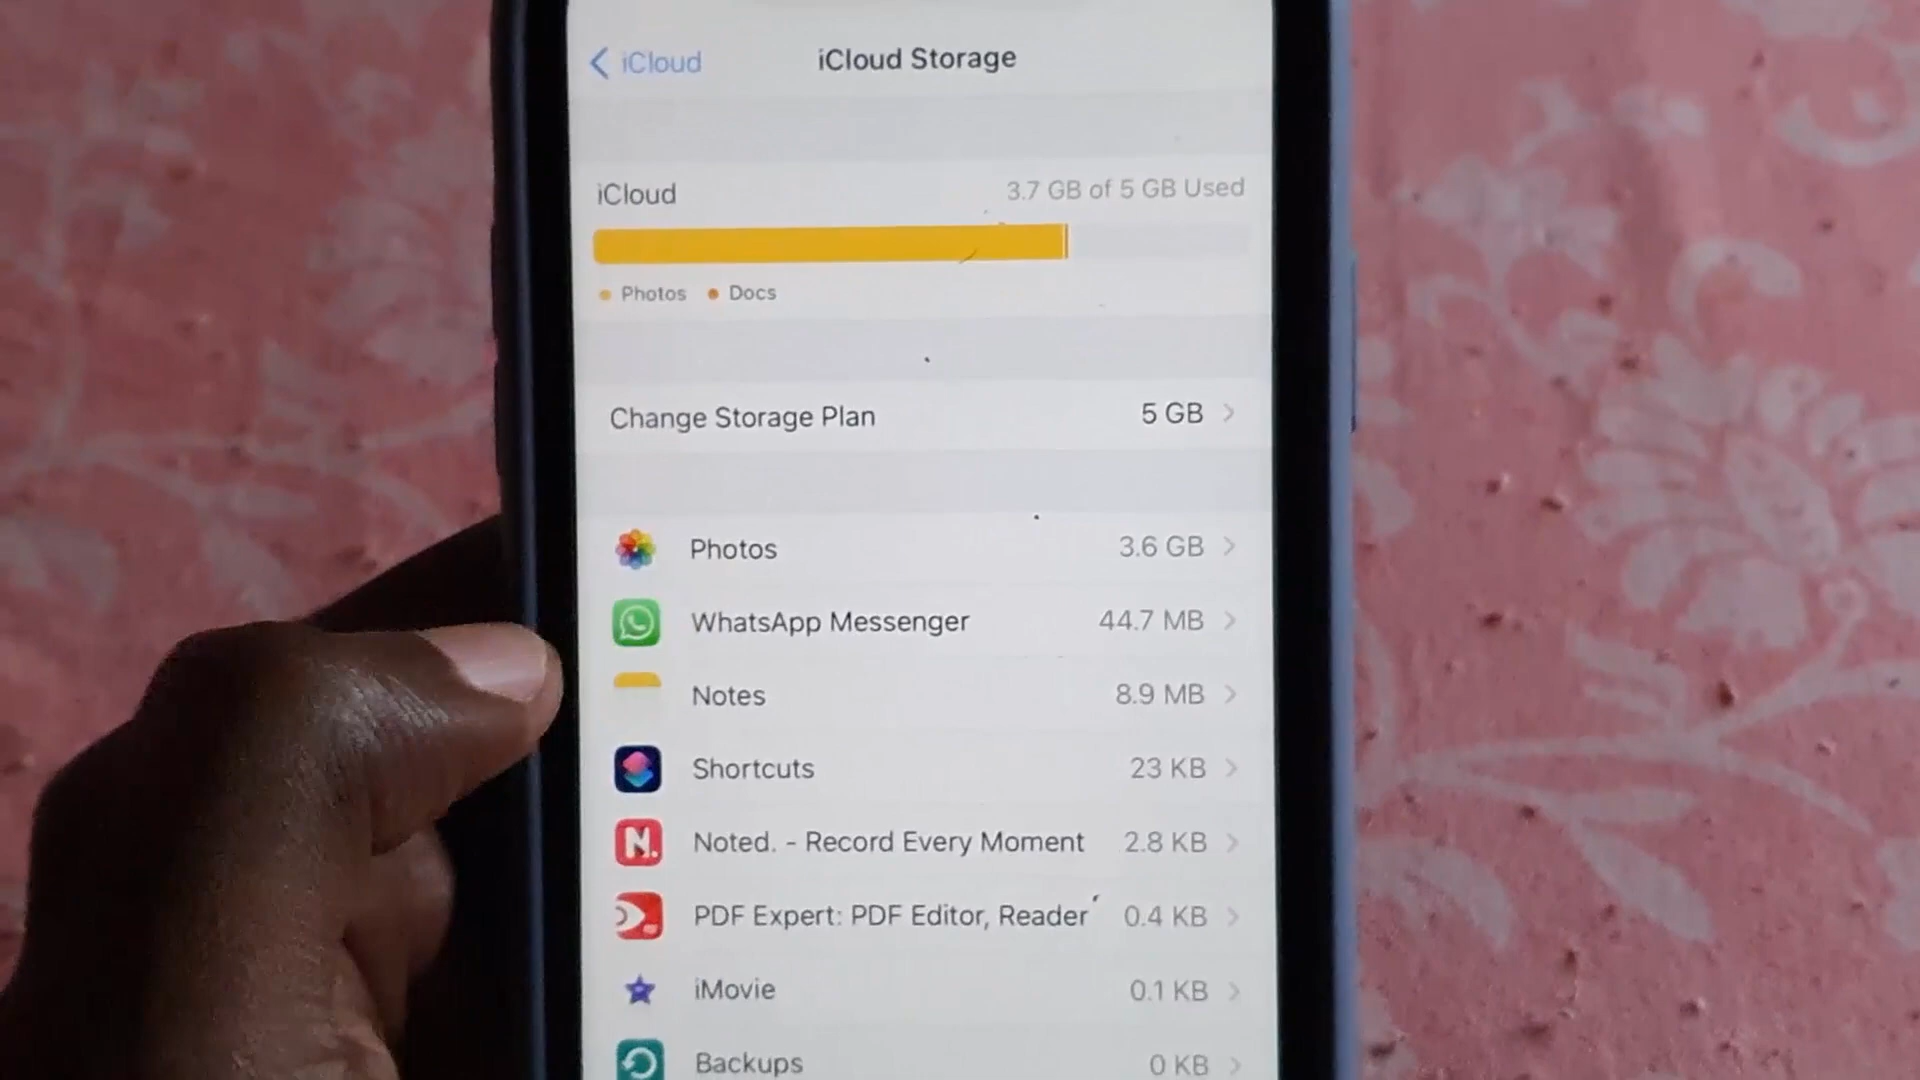 iCloud
iCloud Storage
iCloud
3.7 GB of 5 GB Used
Photos
Docs
Change Storage Plan
5 GB
Photos
3.6 GB
WhatsApp Messenger
44.7 MB
Notes
8.9 MB
Shortcuts
23 KB
N.
Noted. - Record Every Moment
2.8 KB
PDF Expert: PDF Editor, Reader
0.4 KB
iMovie
0.1 KB
Backups
0 KB